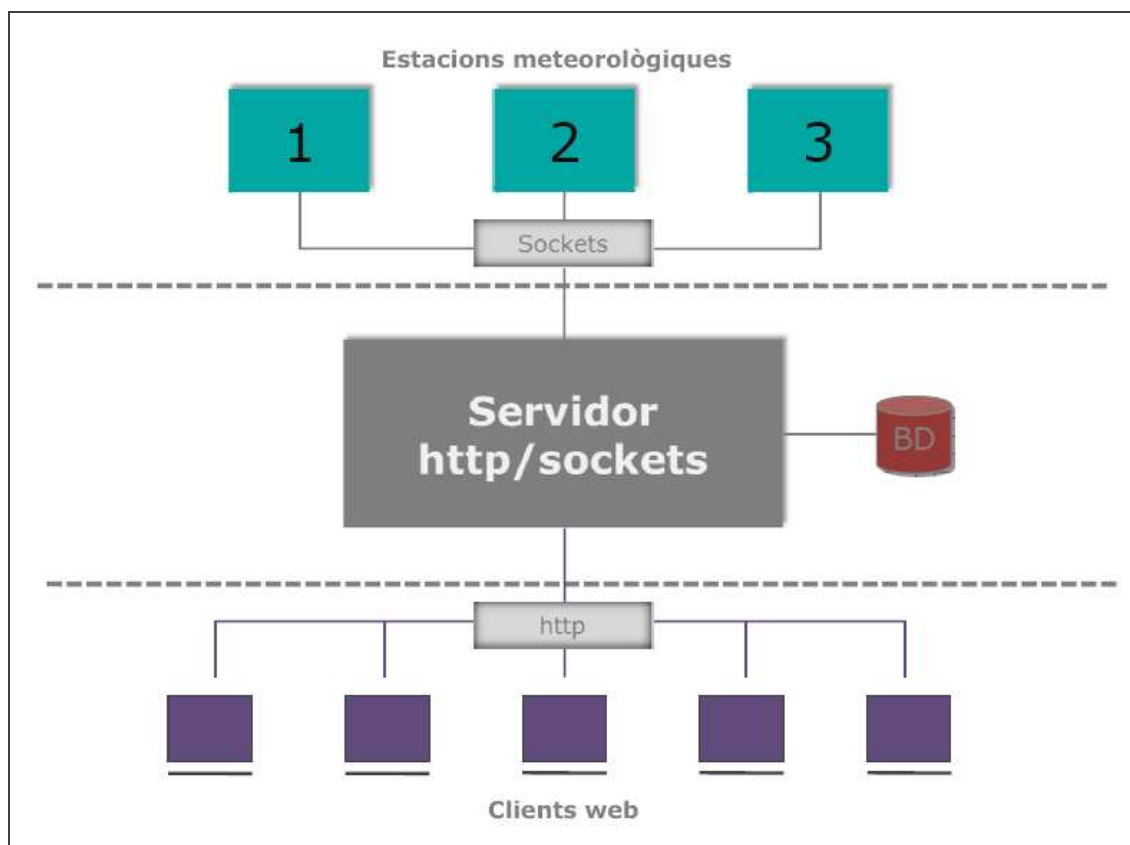 Estacions meteorològiques
1
2
3
Sockets
Servidor
http/sockets
BD
http
Clients web